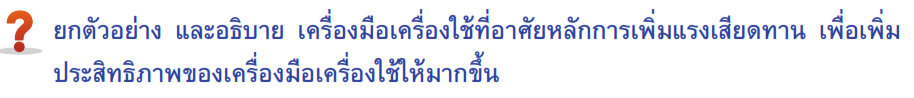 ยกตัวอย่าง และอธิบาย เครื่องมือเครื่องใช้ที่อาศัยหลักการเพิ่มแรงเสียดทาน เพื่อเพิ่ม
ประสิทธิภาพของเครื่องมือเครื่องใช้ให้มากขึ้น